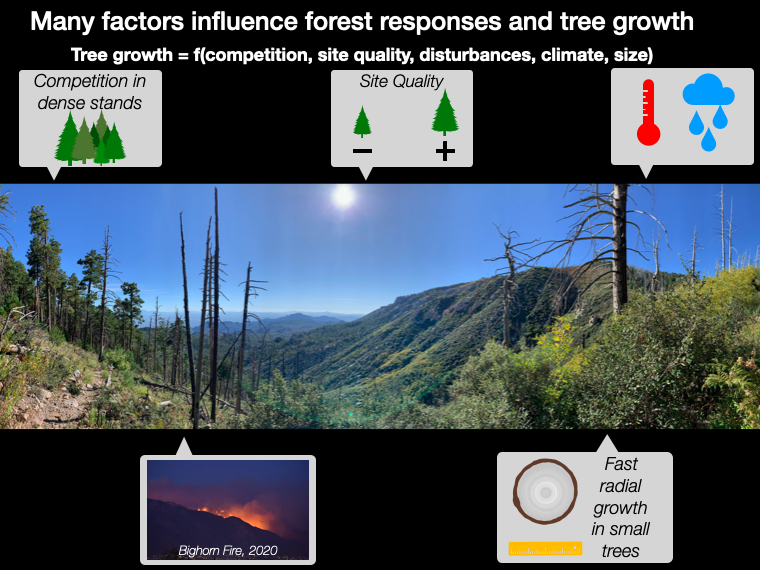 Many factors influence forest responses and tree growth
Tree growth = f(competition, site quality, disturbances, climate, size)
Competition in
dense stands
Site Quality
− +
Bighorn Fire, 2020
Fast
radial
growth
in small
trees